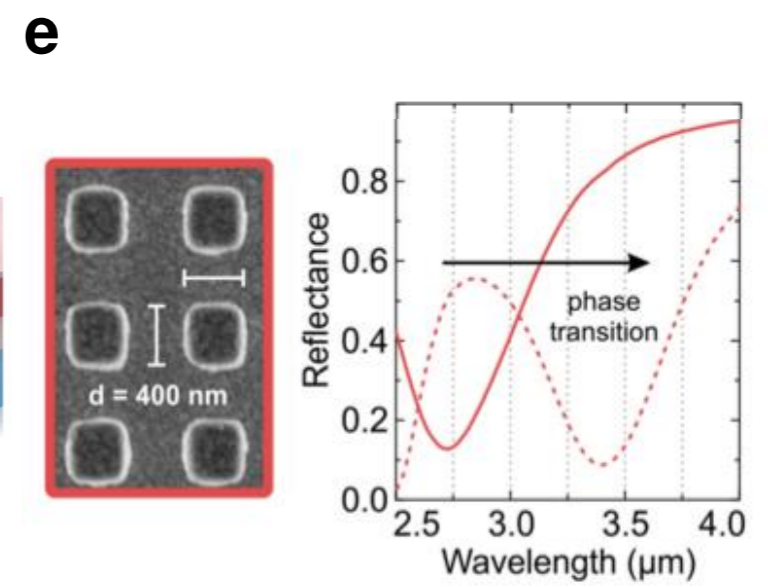 e
d = 400 nm
Reflectance
0.8
0.6
0.4
0.2
0.0
phase
transition
2.5 3.0 3.5 4.0
Wavelength (μm)